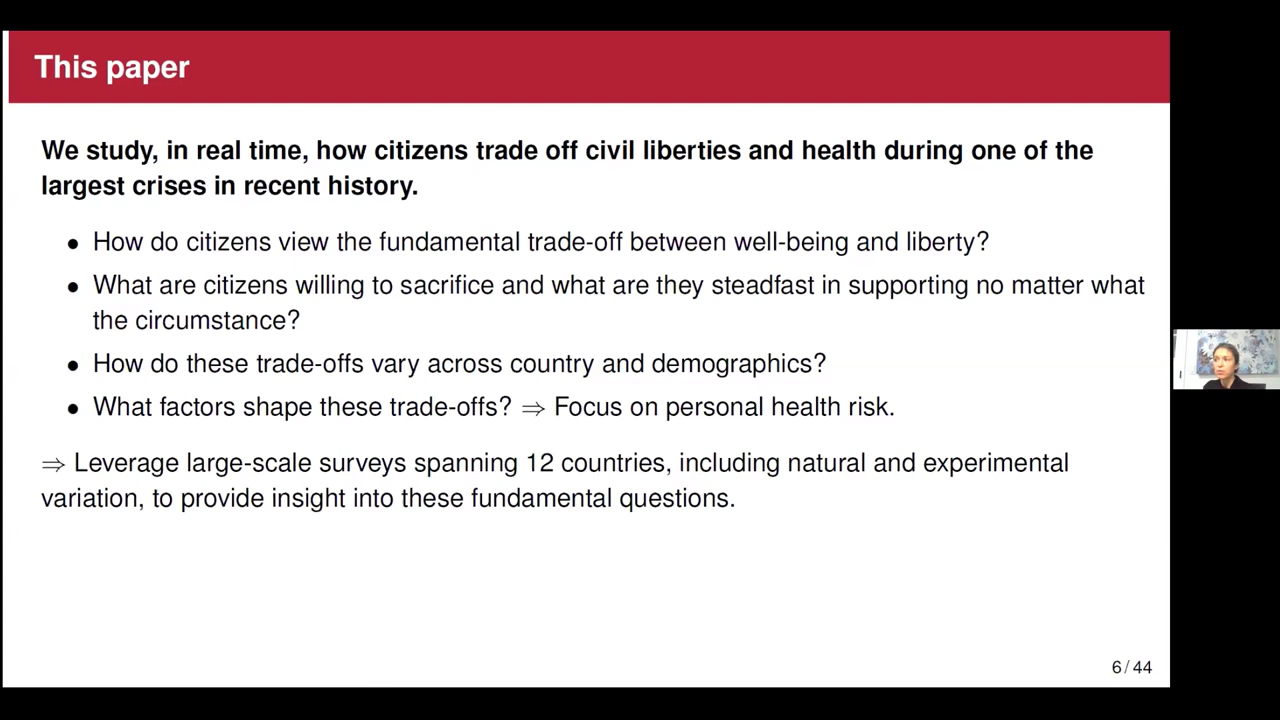 This paper
We study, in real time, how citizens trade off civil liberties and health during one of the
largest crises in recent history.
• How do citizens view the fundamental trade-off between well-being and liberty?
• What are citizens willing to sacrifice and what are they steadfast in supporting no matter what
the circumstance?
• How do these trade-offs vary across country and demographics?
• What factors shape these trade-offs? ⇒ Focus on personal health risk.
⇒ Leverage large-scale surveys spanning 12 countries, including natural and experimental
variation, to provide insight into these fundamental questions.
6 / 44